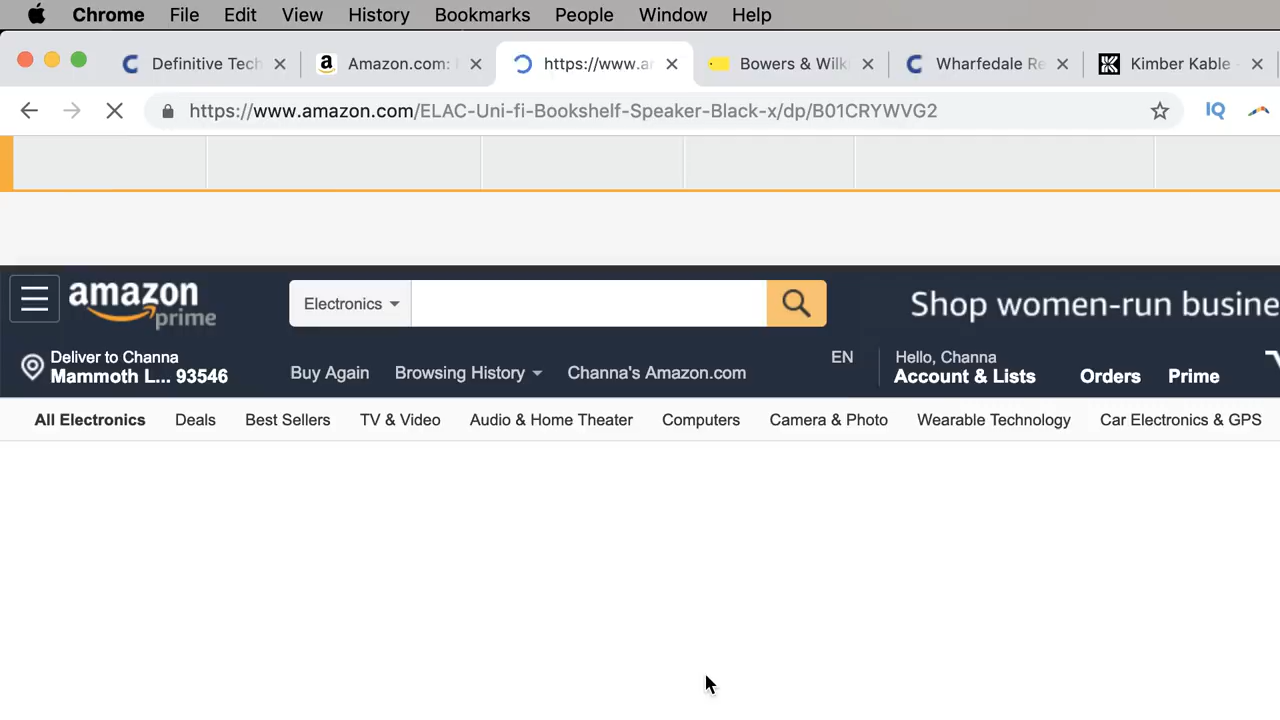 Chrome File Edit View History Bookmarks People Window Help
Definitive Tech Amazon.com: https://www.a Bowers & Wilk Wharfedale Re Kimber Kable
https://www.amazon.com/ELAC-Uni-fi-Bookshelf-Speaker-Black-x/dp/B01CRYWVG2 IQ
amazon prime Electronics Shop women-run busine
Deliver to Channa EN Hello, Channa
Mammoth L... 93546 Buy Again Browsing History Channa's Amazon.com Account & Lists Orders Prime
All Electronics Deals Best Sellers TV & Video Audio & Home Theater Computers Camera & Photo Wearable Technology Car Electronics & GPS